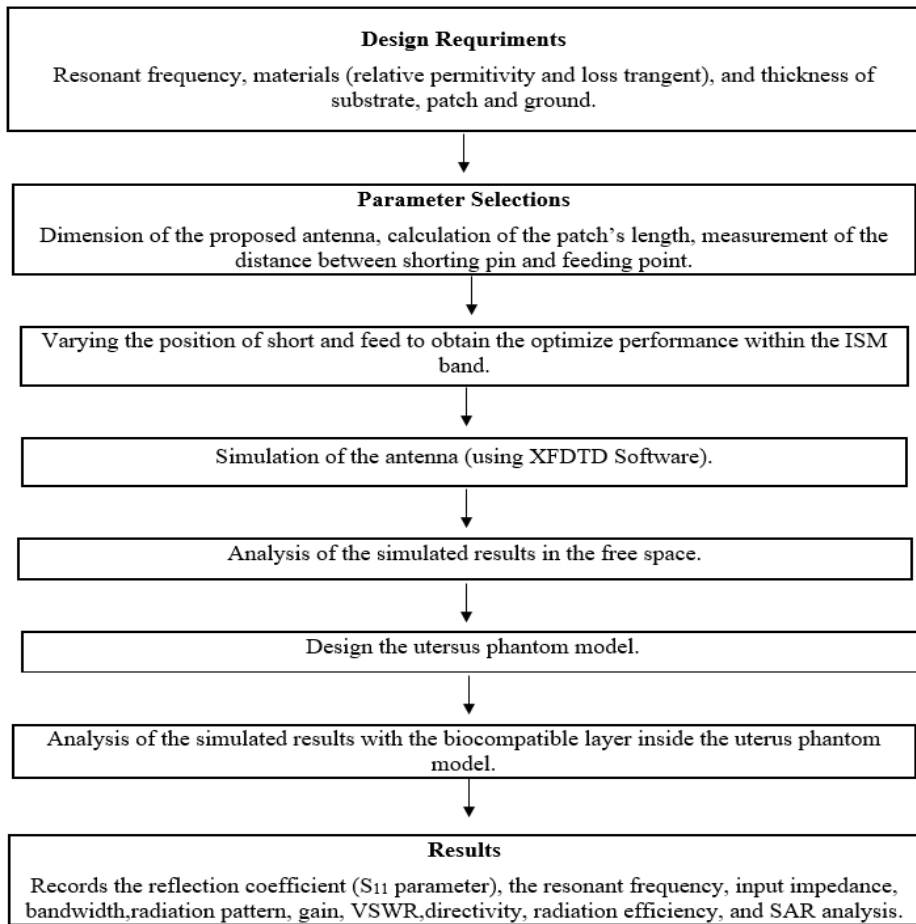 Design Requriments
Resonant frequency, materials (relative permitivity and loss trangent), and thickness of
substrate, patch and ground.
Parameter Selections
Dimension of the proposed antenna, calculation of the patch's length, measurement of the
distance between shorting pin and feeding point.
Varying the position of short and feed to obtain the optimize performance within the ISM
band.
Simulation of the antenna (using XFDTD Software).
Analysis of the simulated results in the free space.
Design the utersus phantom model.
Analysis of the simulated results with the biocompatible layer inside the uterus phantom
model.
Results
Records the reflection coefficient (S₁₁ parameter), the resonant frequency, input impedance,
bandwidth,radiation pattern, gain, VSWR,directivity, radiation efficiency, and SAR analysis.